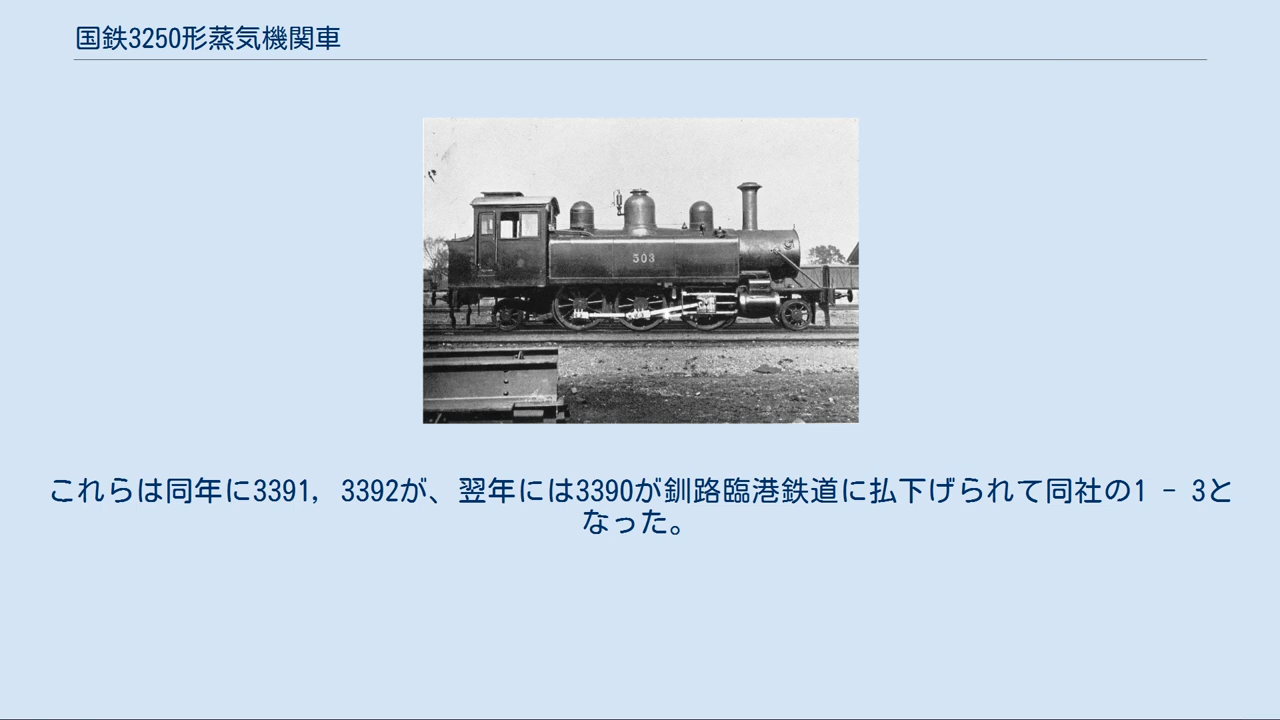 国鉄3250形蒸気機関車
303
これらは同年に3391, 3392が、翌年には3390が釧路臨港鉄道に払下げられて同社の1 - 3と
なった。